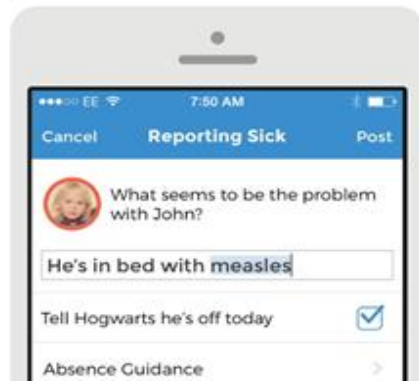 EE 7:50 AM
Cancel Reporting Sick Post
What seems to be the problem
with John?
He's in bed with measles
Tell Hogwarts he's off today
Absence Guidance